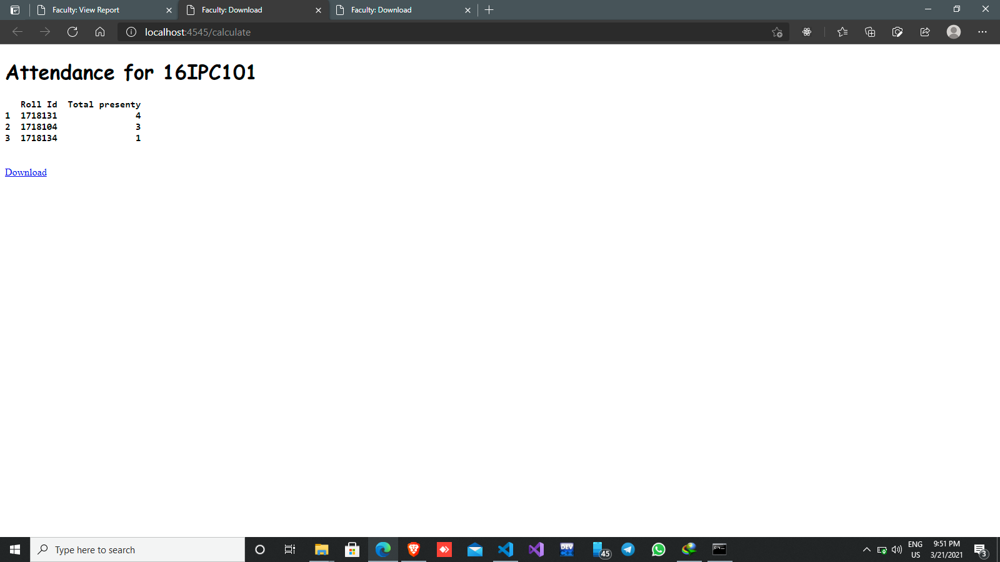 Faculty: View Report
Faculty: Download
Faculty: Download
localhost:4545/calculate
Attendance for 16IPC101
Roll Id Total presenty
1 1718131 4
2 1718104 3
3 1718134 1
Download
Type here to search
DEV
45
ENG
US
9:51 PM
3/21/2021
3